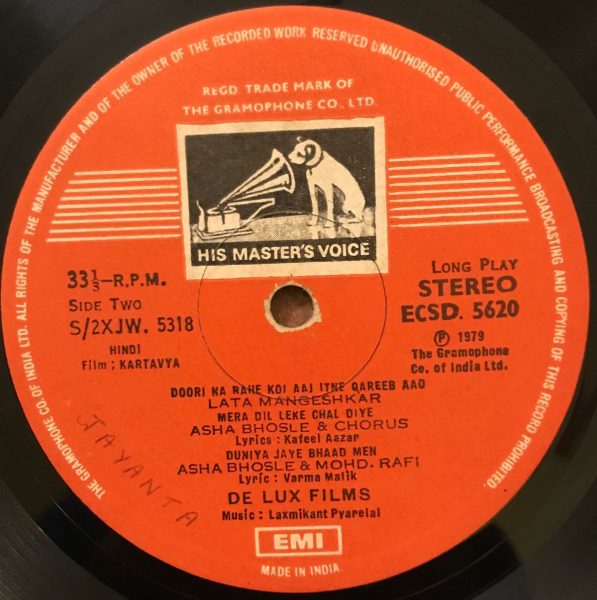 THE GRAMOPHONE CO. OF INDIA LTD. ALL RIGHTS OF THE MANUFACTURER AND OF THE OWNER OF THE RECORDED WORK RESERVED UNAUTHORISED PUBLIC PERFORMANCE BROADCASTING AND COPYING OF THIS RECORD PROHIBITED.
REGD. TRADE MARK OF
THE GRAMOPHONE CO., LTD.
HIS MASTER'S VOICE
33⅓-R.P.M.
SIDE TWO
S/2XJW. 5318
HINDI
Film : KARTAVYA
LONG PLAY
STEREO
ECSD. 5620
Ⓟ 1979
The Gramophone
Co. of India Ltd.
DOORI NA RAHE KOI AAJ ITNE QAREEB AAO
LATA MANGESHKAR
MERA DIL LEKE CHAL DIYE
ASHA BHOSLE & CHORUS
Lyrics : Kafeel Aazar
DUNIYA JAYE BHAAD MEN
ASHA BHOSLE & MOHD. RAFI
Lyric : Varma Malik
DE LUX FILMS
Music : Laxmikant Pyarelal
JAYANTA
EMI
MADE IN INDIA.